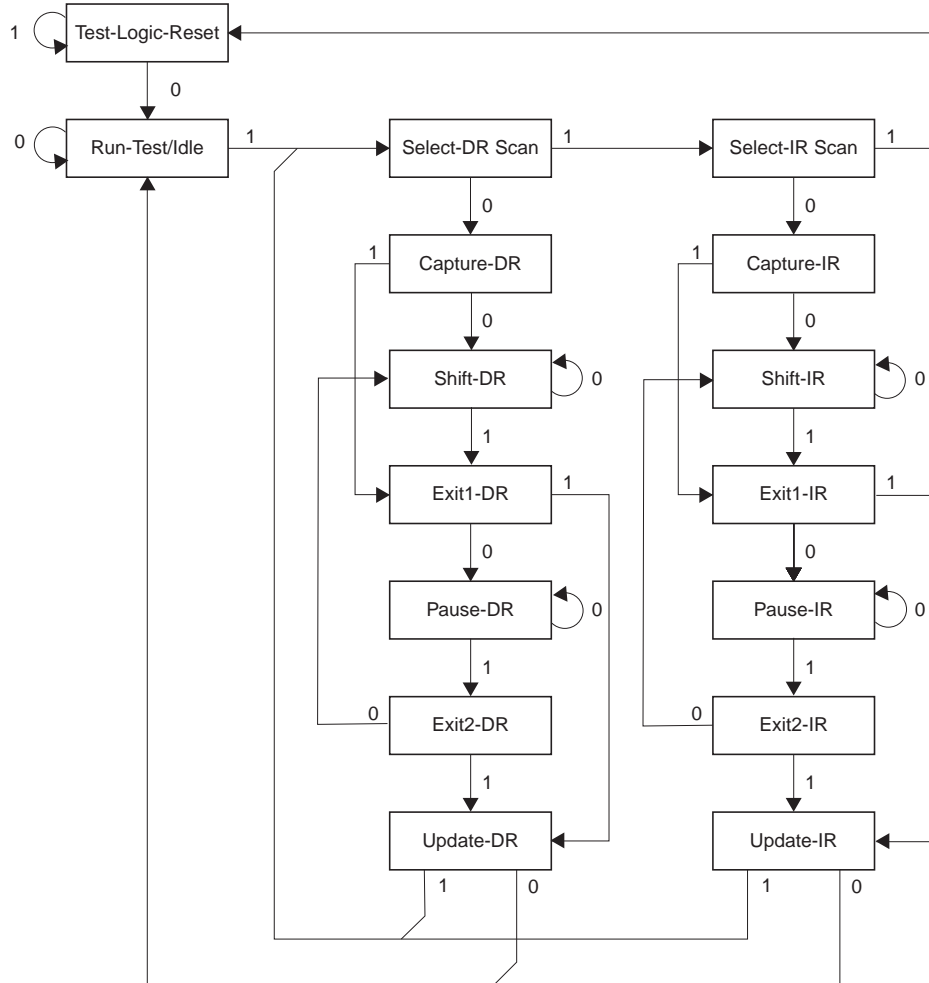 1 Test-Logic-Reset
0
0 Run-Test/Idle 1 Select-DR Scan 1 Select-IR Scan 1
0 0
1 Capture-DR 1 Capture-IR
0 0
Shift-DR 0 Shift-IR 0
1 1
Exit1-DR 1 Exit1-IR 1
0 0
Pause-DR 0 Pause-IR 0
1 1
0 Exit2-DR 0 Exit2-IR
1 1
Update-DR Update-IR
1 0 1 0